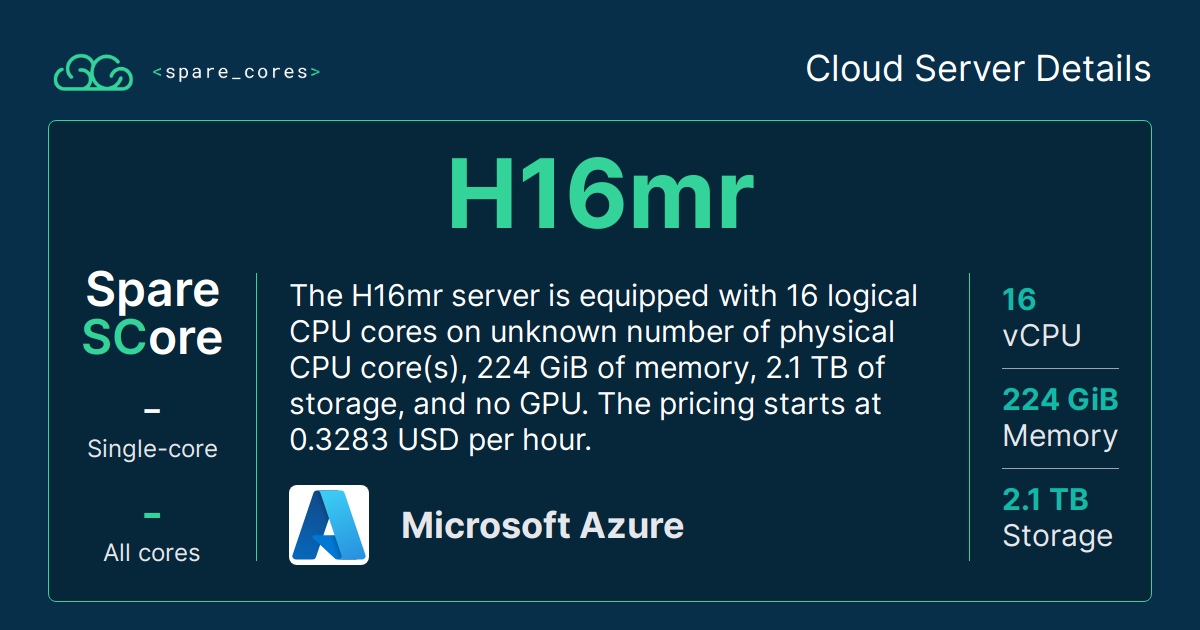 <spare_cores>
Cloud Server Details
H16mr
Spare
SCore
–
Single-core
–
All cores
The H16mr server is equipped with 16 logical
CPU cores on unknown number of physical
CPU core(s), 224 GiB of memory, 2.1 TB of
storage, and no GPU. The pricing starts at
0.3283 USD per hour.
Microsoft Azure
16
vCPU
224 GiB
Memory
2.1 TB
Storage